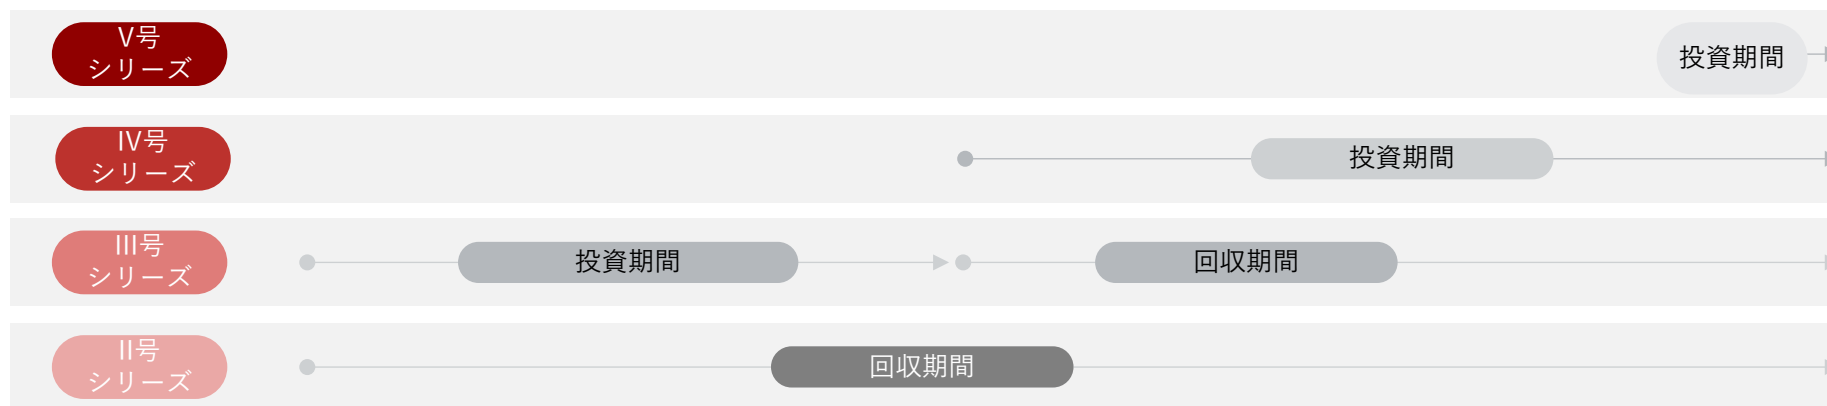 V号
シリーズ
投資期間
IV号
シリーズ
投資期間
III号
シリーズ
投資期間
回収期間
II号
シリーズ
回収期間